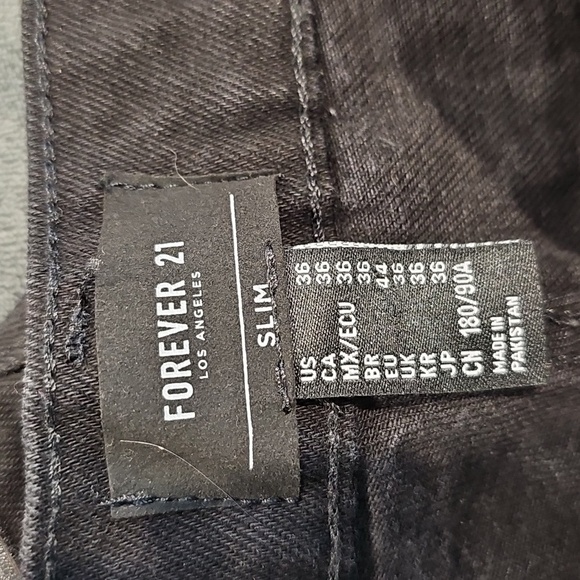 FOREVER 21
LOS ANGELES
SLIM
US 36
CA 36
MX/ECU 36
BR 36
EU 44
UK 36
KR 36
JP 36
CN 180/90A
MADE IN
PAKISTAN